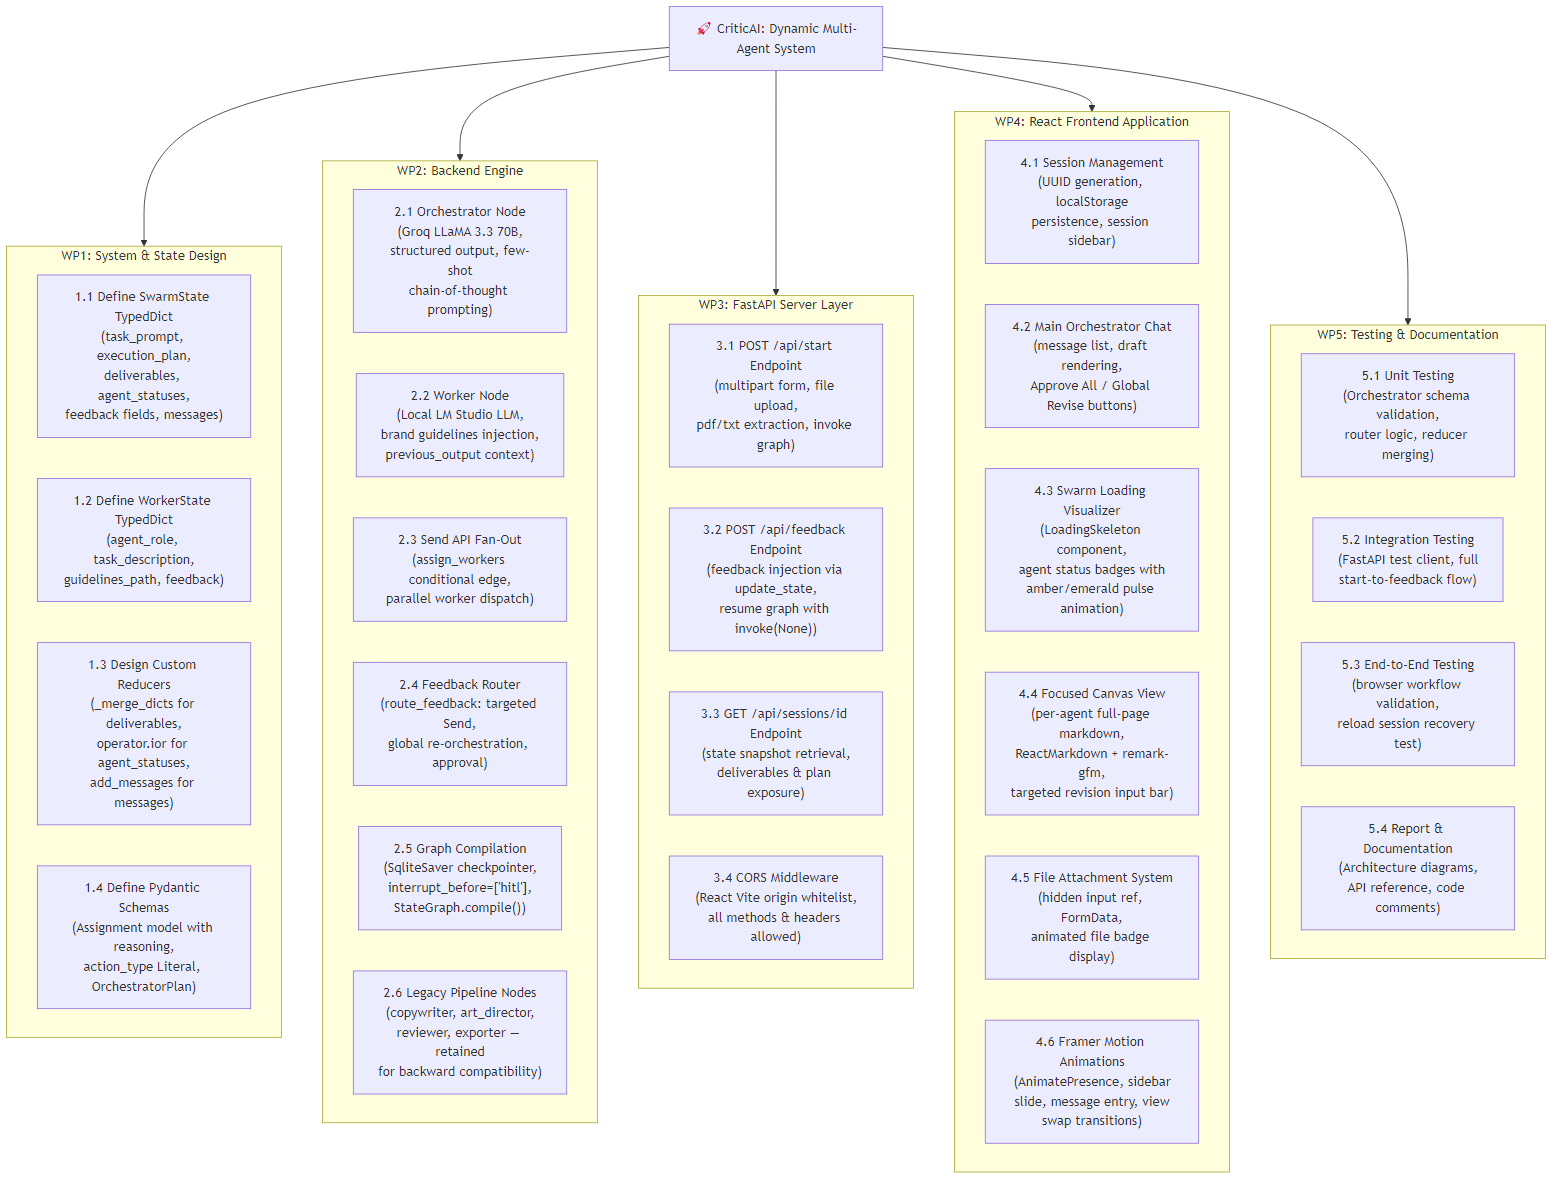 🚀 CriticAI: Dynamic Multi-
Agent System
WP1: System & State Design
1.1 Define SwarmState
TypedDict
(task_prompt,
execution_plan,
deliverables,
agent_statuses,
feedback fields, messages)
1.2 Define WorkerState
TypedDict
(agent_role,
task_description,
guidelines_path, feedback)
1.3 Design Custom
Reducers
(_merge_dicts for
deliverables,
operator.ior for
agent_statuses,
add_messages for
messages)
1.4 Define Pydantic
Schemas
(Assignment model with
reasoning,
action_type Literal,
OrchestratorPlan)
WP2: Backend Engine
2.1 Orchestrator Node
(Groq LLaMA 3.3 70B,
structured output, few-
shot
chain-of-thought
prompting)
2.2 Worker Node
(Local LM Studio LLM,
brand guidelines injection,
previous_output context)
2.3 Send API Fan-Out
(assign_workers
conditional edge,
parallel worker dispatch)
2.4 Feedback Router
(route_feedback: targeted
Send,
global re-orchestration,
approval)
2.5 Graph Compilation
(SqliteSaver checkpointer,
interrupt_before=['hitl'],
StateGraph.compile())
2.6 Legacy Pipeline Nodes
(copywriter, art_director,
reviewer, exporter —
retained
for backward compatibility)
WP3: FastAPI Server Layer
3.1 POST /api/start
Endpoint
(multipart form, file
upload,
pdf/txt extraction, invoke
graph)
3.2 POST /api/feedback
Endpoint
(feedback injection via
update_state,
resume graph with
invoke(None))
3.3 GET /api/sessions/id
Endpoint
(state snapshot retrieval,
deliverables & plan
exposure)
3.4 CORS Middleware
(React Vite origin whitelist,
all methods & headers
allowed)
WP4: React Frontend Application
4.1 Session Management
(UUID generation,
localStorage
persistence, session
sidebar)
4.2 Main Orchestrator Chat
(message list, draft
rendering,
Approve All / Global
Revise buttons)
4.3 Swarm Loading
Visualizer
(LoadingSkeleton
component,
agent status badges with
amber/emerald pulse
animation)
4.4 Focused Canvas View
(per-agent full-page
markdown,
ReactMarkdown + remark-
gfm,
targeted revision input bar)
4.5 File Attachment System
(hidden input ref,
FormData,
animated file badge
display)
4.6 Framer Motion
Animations
(AnimatePresence, sidebar
slide, message entry, view
swap transitions)
WP5: Testing & Documentation
5.1 Unit Testing
(Orchestrator schema
validation,
router logic, reducer
merging)
5.2 Integration Testing
(FastAPI test client, full
start-to-feedback flow)
5.3 End-to-End Testing
(browser workflow
validation,
reload session recovery
test)
5.4 Report &
Documentation
(Architecture diagrams,
API reference, code
comments)